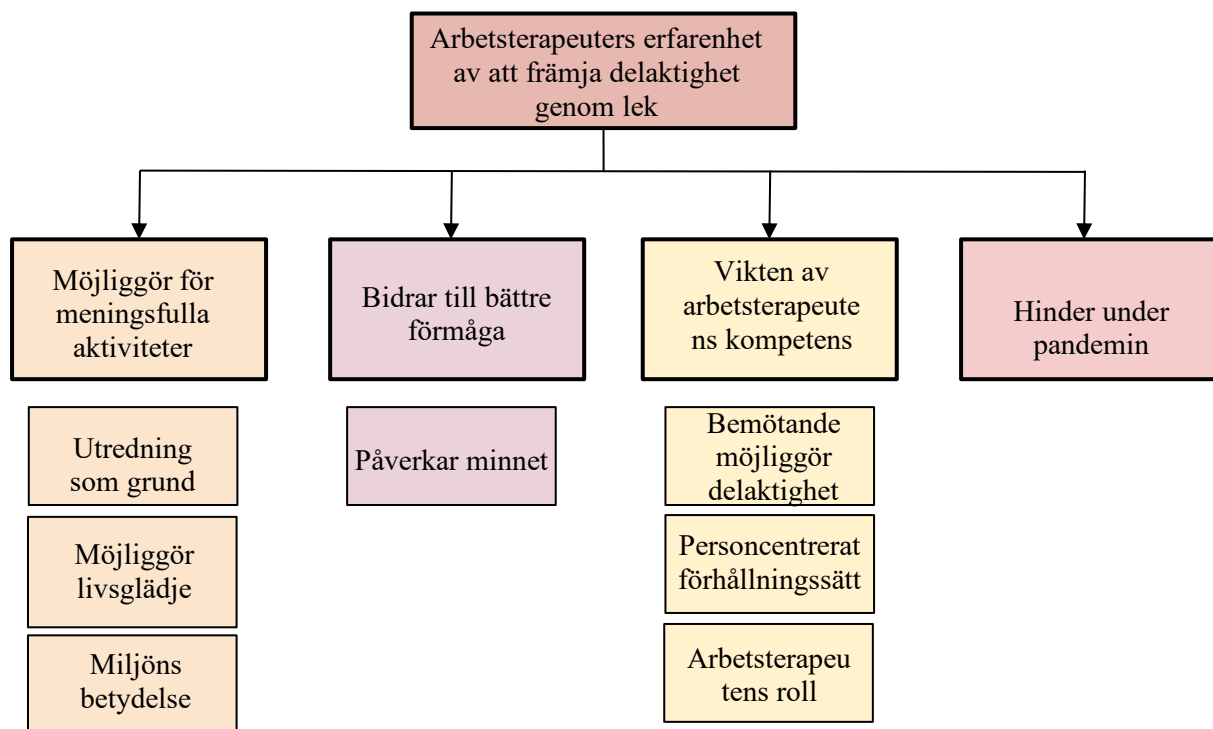 Arbetsterapeuters erfarenhet
av att främja delaktighet
genom lek
Möjliggör för
meningsfulla
aktiviteter
Bidrar till bättre
förmåga
Vikten av
arbetsterapeute
ns kompetens
Hinder under
pandemin
Utredning
som grund
Möjliggör
livsglädje
Miljöns
betydelse
Påverkar minnet
Bemötande
möjliggör
delaktighet
Personcentrerat
förhållningssätt
Arbetsterapeu
tens roll